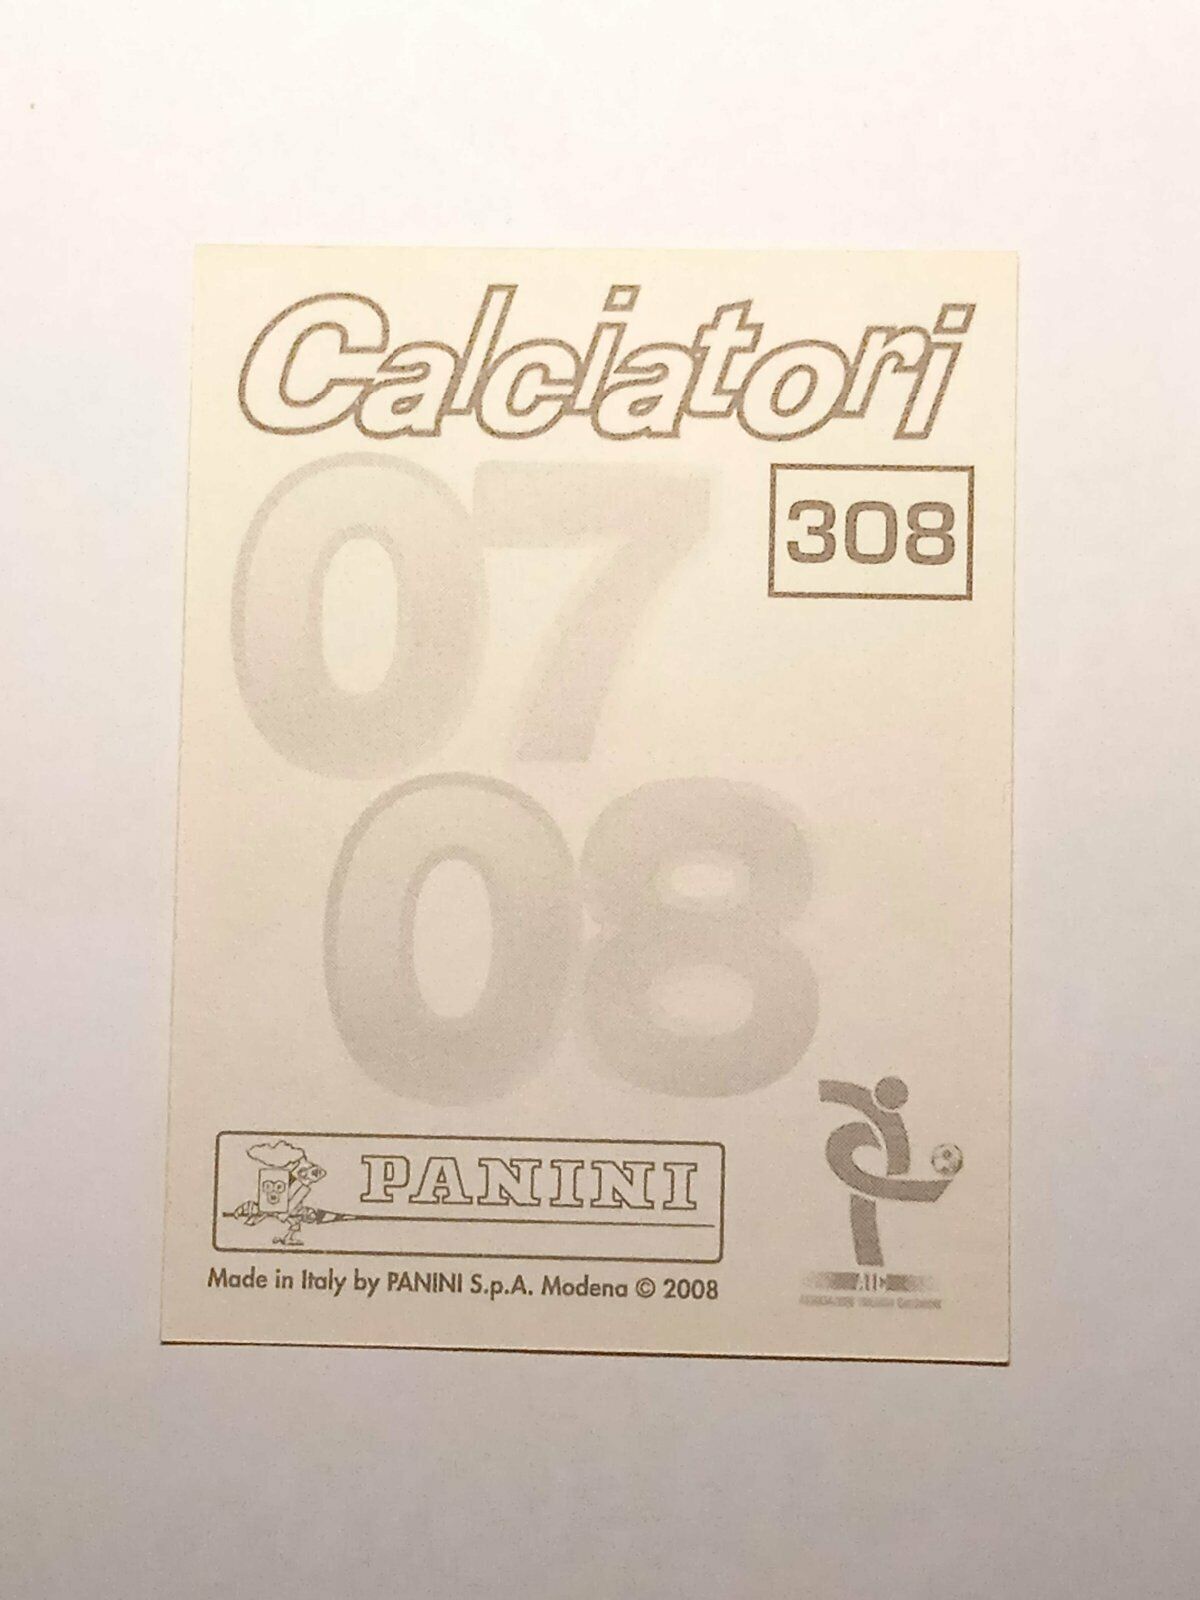 Calciatori
07
308
08
PANINI
Made in Italy by PANINI S.p.A. Modena © 2008